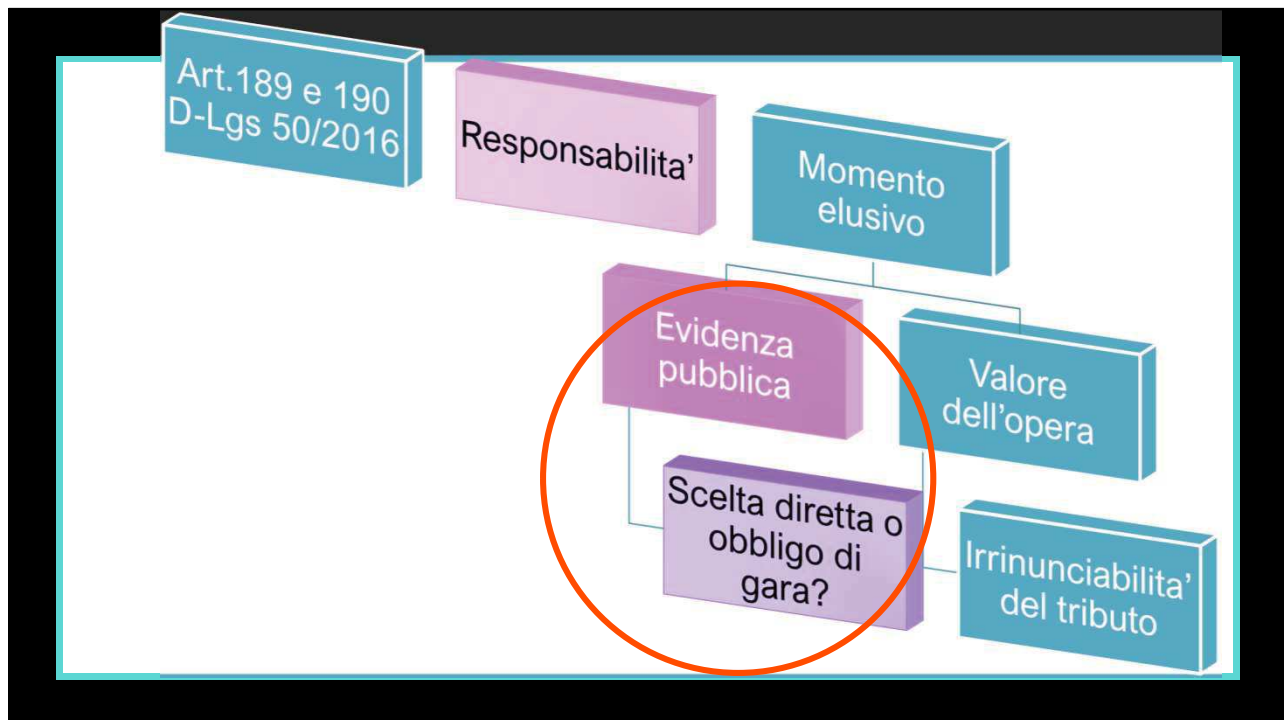 Art.189 e 190
D-Lgs 50/2016
Responsabilita'
Momento
elusivo
Evidenza
pubblica
Valore
dell'opera
Scelta diretta o
obbligo di
gara?
Irrinunciabilita'
del tributo